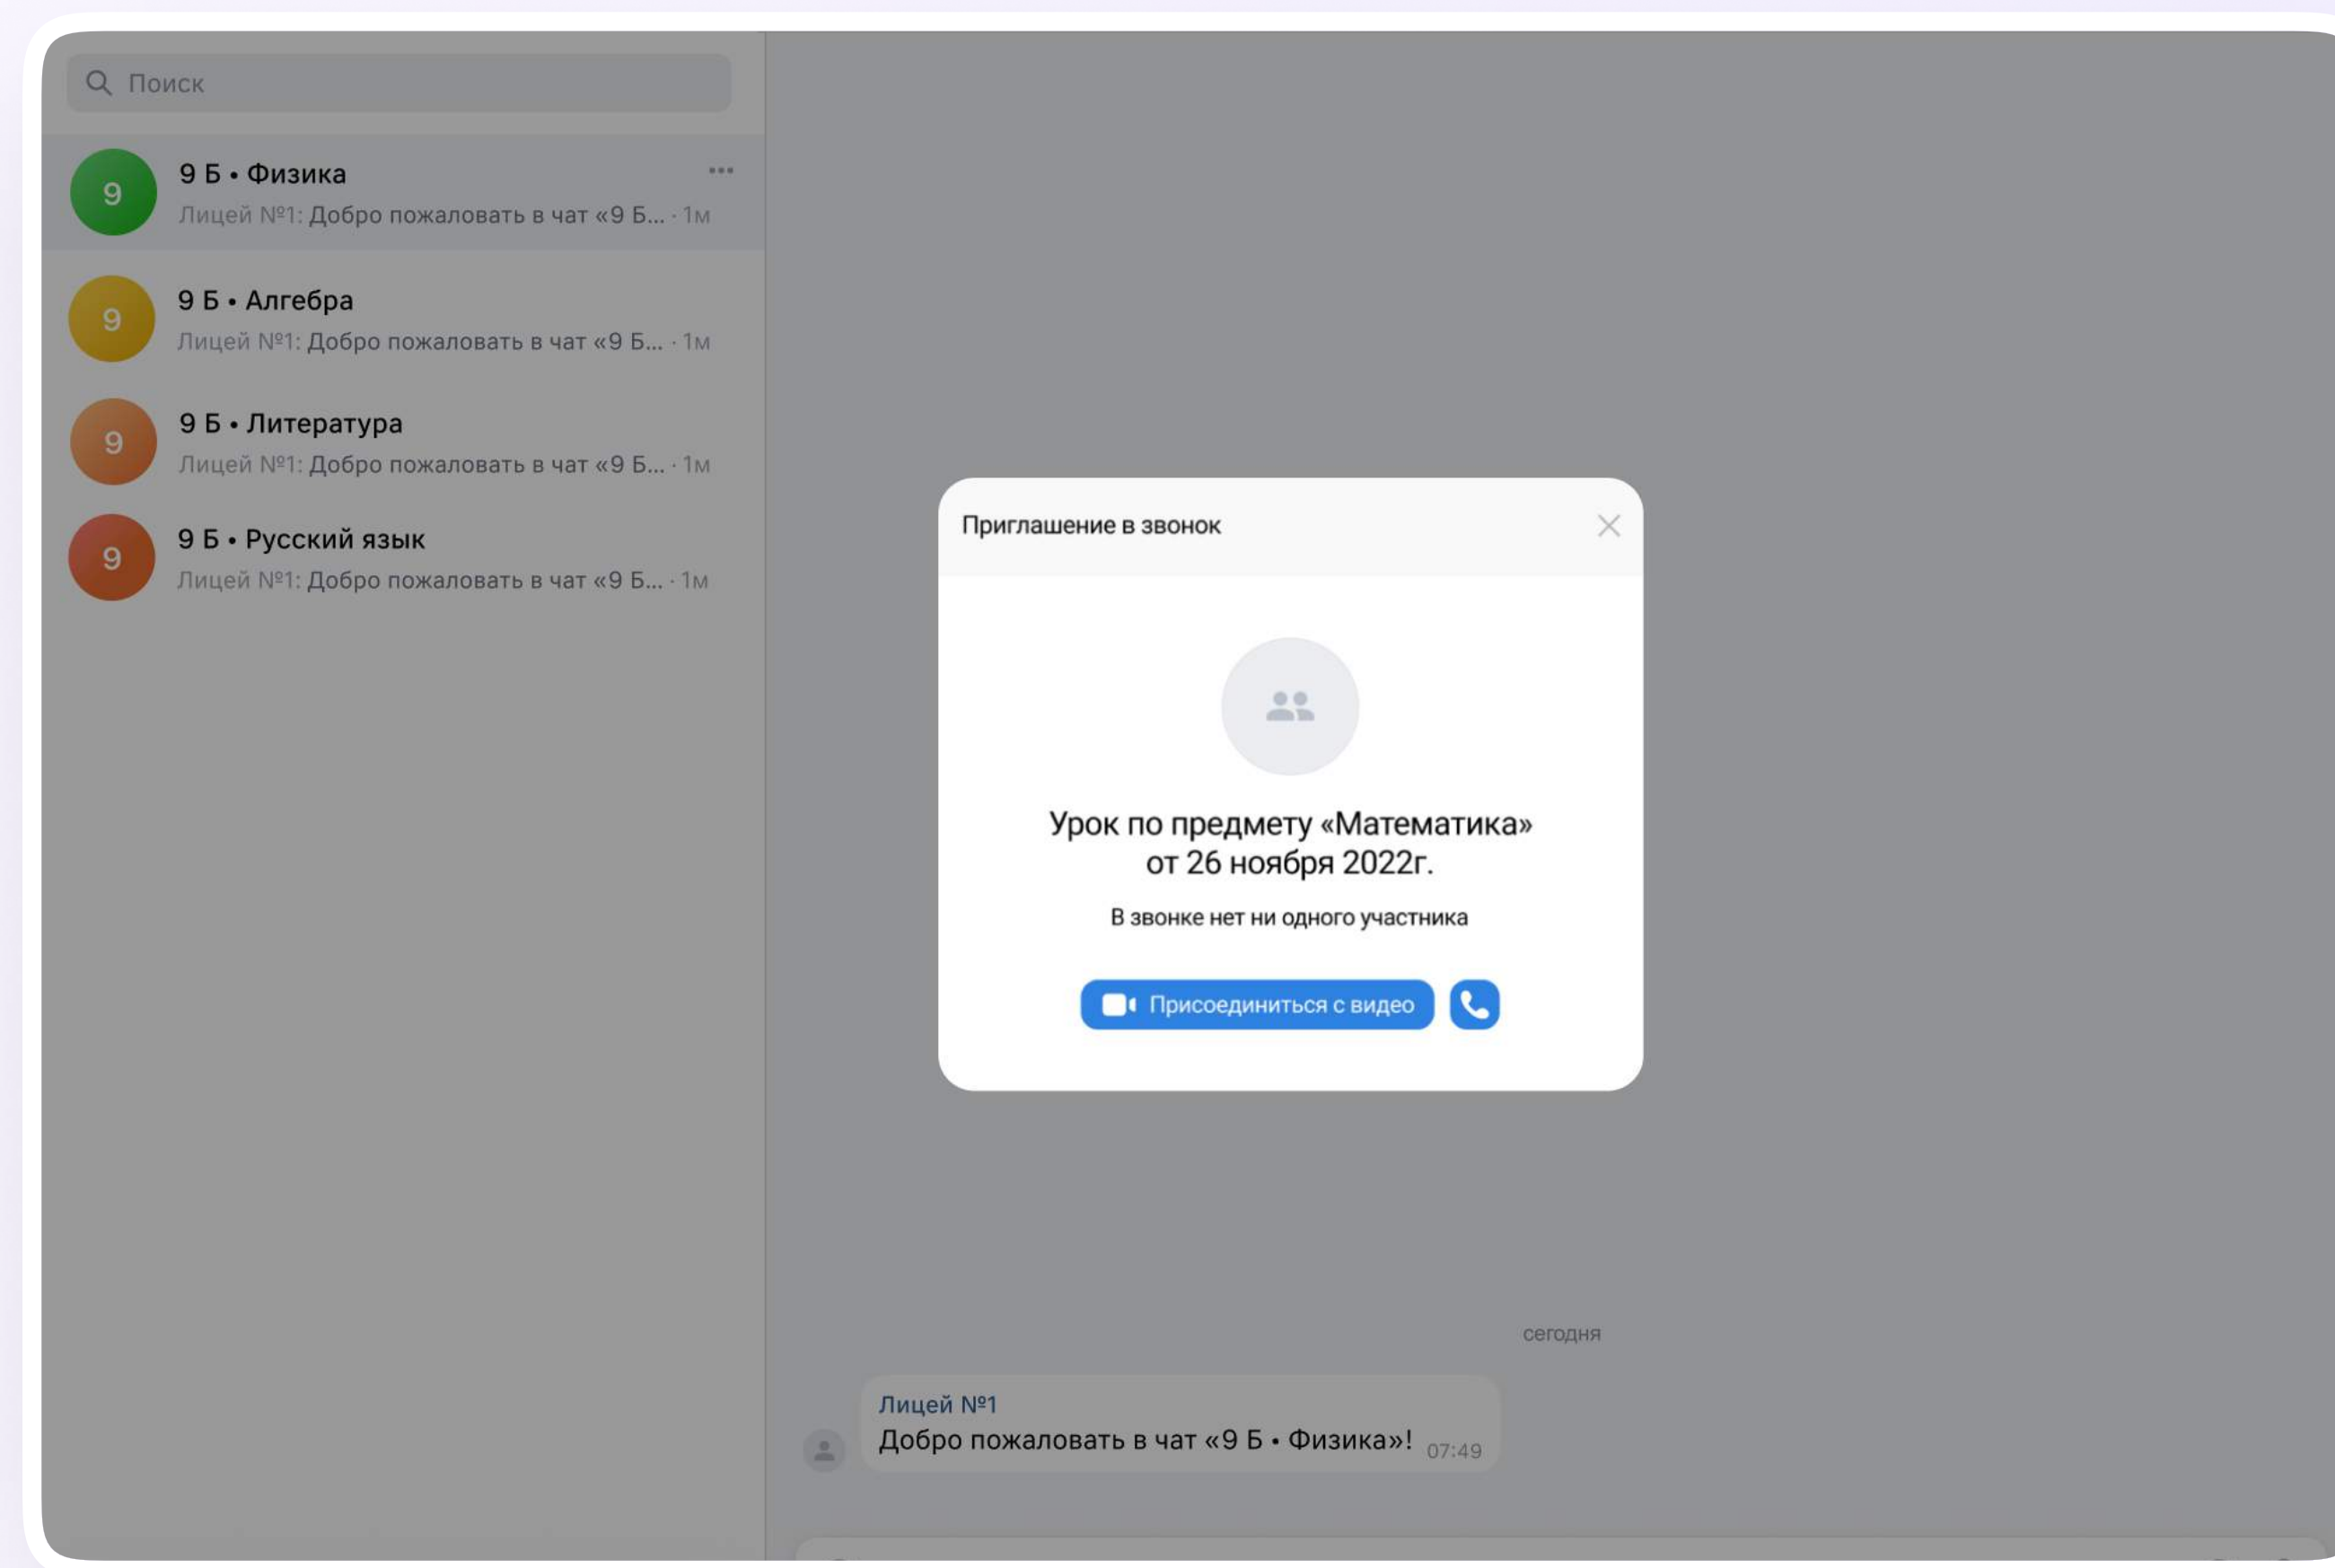 Поиск
9 Б • Физика
Лицей №1: Добро пожаловать в чат «9 Б... · 1м
9 Б • Алгебра
Лицей №1: Добро пожаловать в чат «9 Б... · 1м
9 Б • Литература
Лицей №1: Добро пожаловать в чат «9 Б... · 1м
9 Б • Русский язык
Лицей №1: Добро пожаловать в чат «9 Б... · 1м
9
9
9
9
Приглашение в звонок
Урок по предмету «Математика»
от 26 ноября 2022г.
В звонке нет ни одного участника
Присоединиться с видео
сегодня
Лицей №1
Добро пожаловать в чат «9 Б • Физика»! 07:49